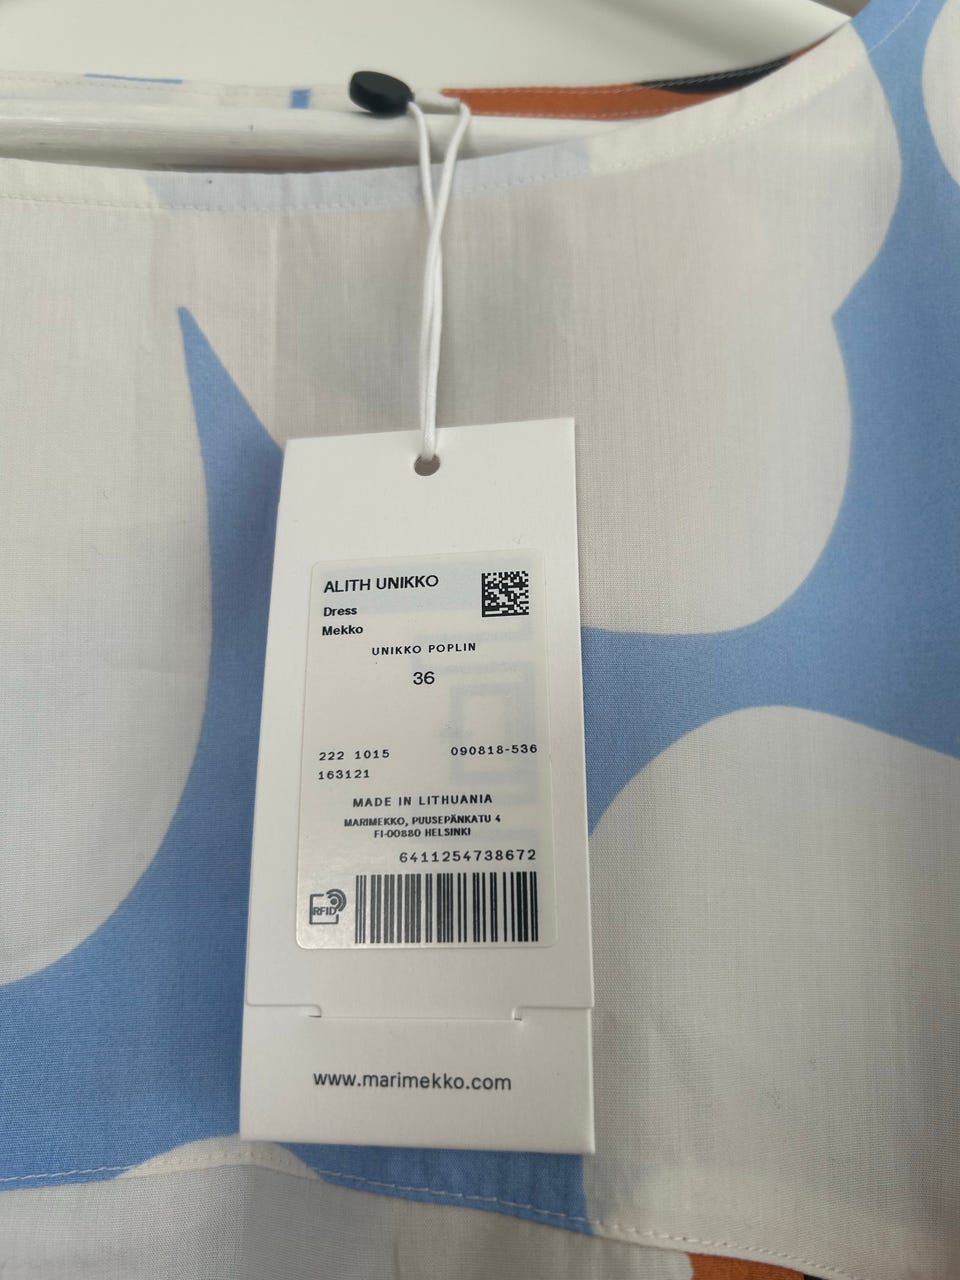 ALITH UNIKKO
Dress
Mekko
UNIKKO POPLIN
36
222 1015 090818-536
163121
MADE IN LITHUANIA
MARIMEKKO, PUUSEPÄNKATU 4
FI-00880 HELSINKI
6411254738672
RFID
www.marimekko.com